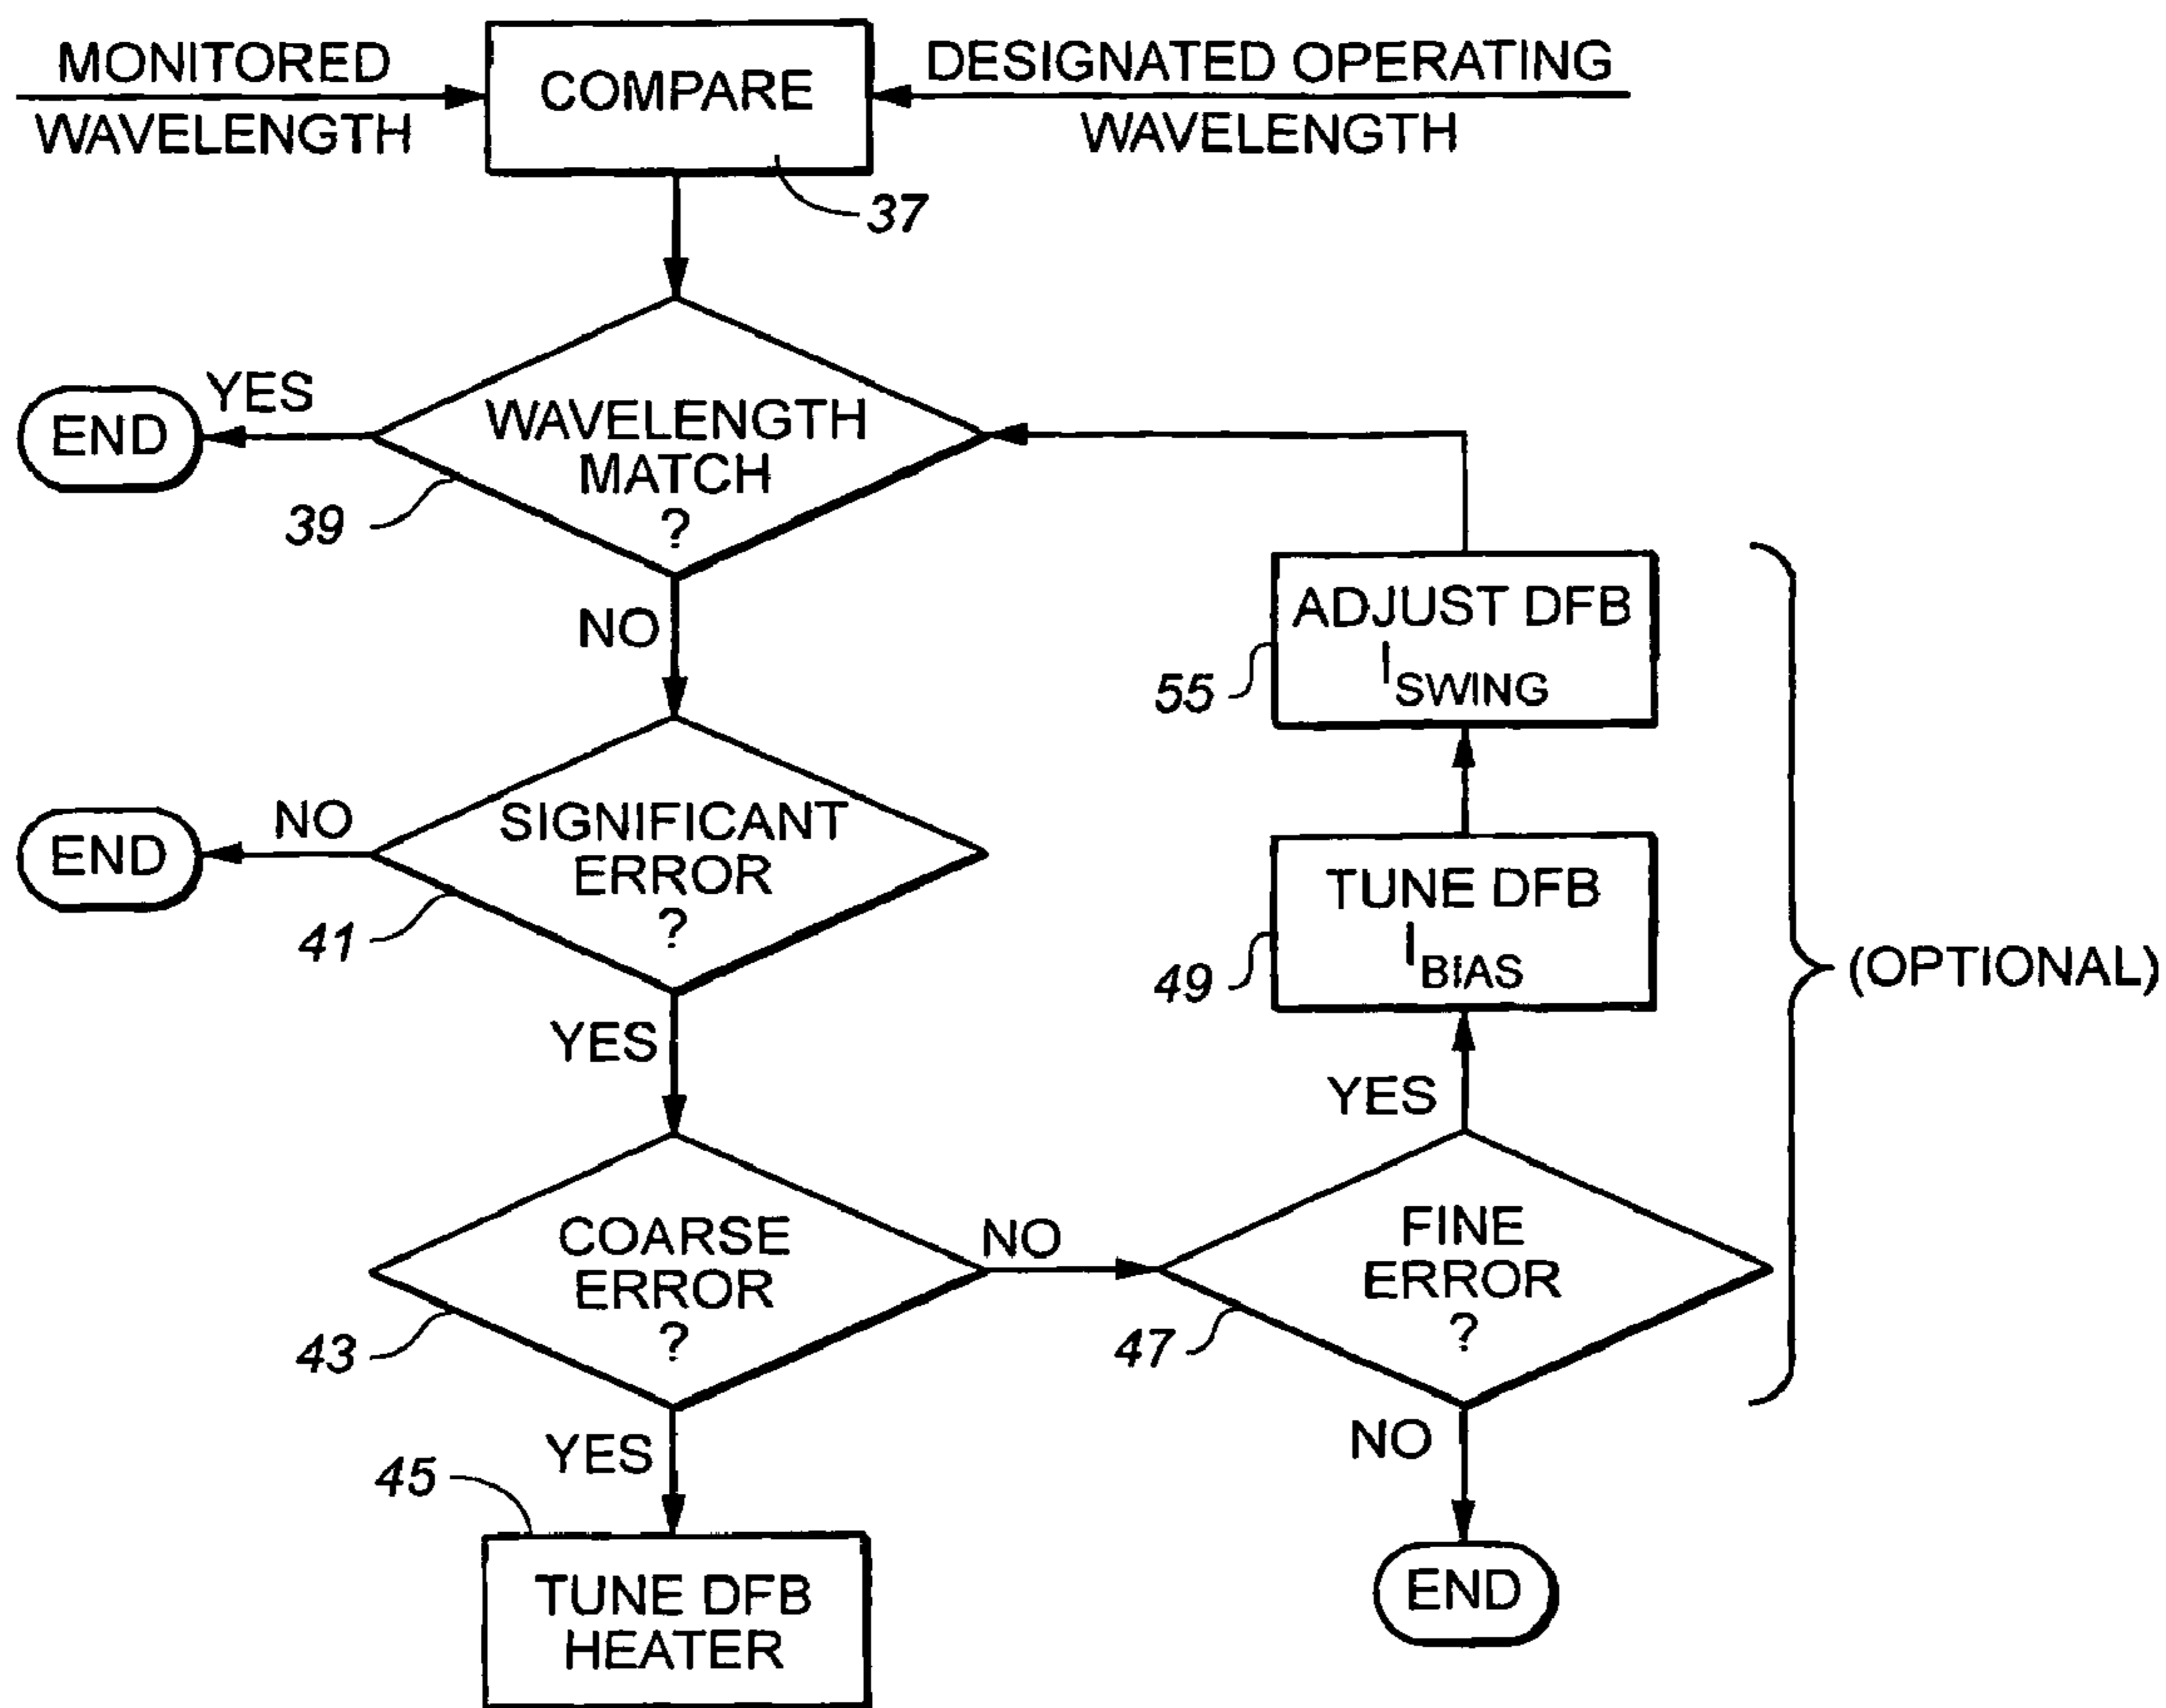 MONITORED
WAVELENGTH
COMPARE
DESIGNATED OPERATING
WAVELENGTH
37
WAVELENGTH
MATCH
?
YES
END
39
NO
SIGNIFICANT
ERROR
?
NO
END
41
YES
COARSE
ERROR
?
43
NO
YES
45
TUNE DFB
HEATER
FINE
ERROR
?
47
NO
END
YES
TUNE DFB
I BIAS
49
ADJUST DFB
I SWING
55
(OPTIONAL)